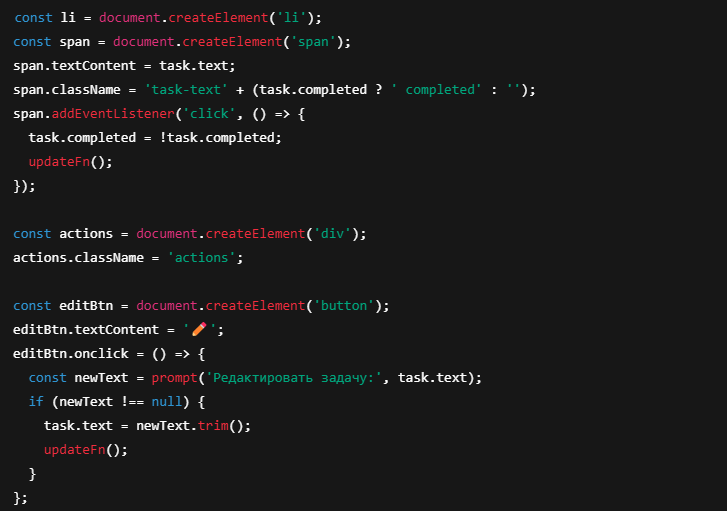 const li = document.createElement('li');
const span = document.createElement('span');
span.textContent = task.text;
span.className = 'task-text' + (task.completed ? ' completed' : '');
span.addEventListener('click', () => {
  task.completed = !task.completed;
  updateFn();
});

const actions = document.createElement('div');
actions.className = 'actions';

const editBtn = document.createElement('button');
editBtn.textContent = '✏️';
editBtn.onclick = () => {
  const newText = prompt('Редактировать задачу:', task.text);
  if (newText !== null) {
    task.text = newText.trim();
    updateFn();
  }
};